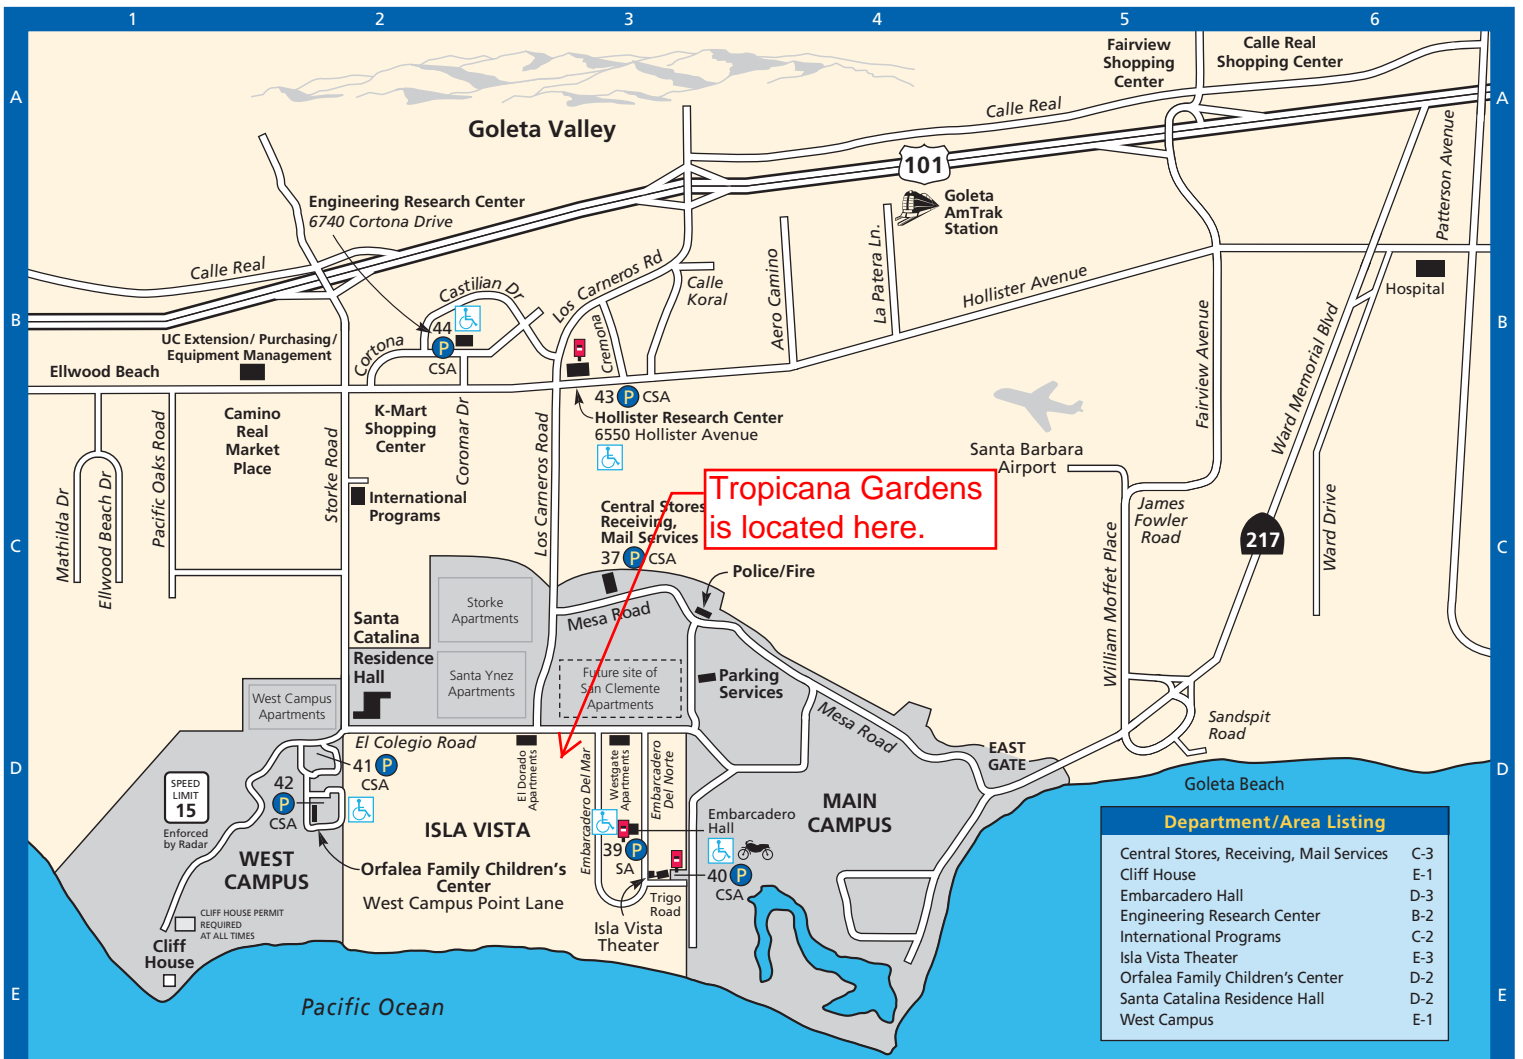 1
2
3
4
5
6
A
A
B
B
C
C
D
D
E
E
Goleta Valley
Fairview
Shopping
Center
Calle Real
Shopping Center
Calle Real
101
Goleta
AmTrak
Station
Patterson Avenue
Engineering Research Center
6740 Cortona Drive
Calle Real
Castilian Dr
Los Carneros Rd
Calle
Koral
Aero Camino
La Patera Ln.
Hollister Avenue
Hospital
44
P
CSA
Cortona
Cremona
UC Extension/ Purchasing/
Equipment Management
Ellwood Beach
43 P CSA
Hollister Research Center
6550 Hollister Avenue
Fairview Avenue
Ward Memorial Blvd
Camino
Real
Market
Place
K-Mart
Shopping
Center
Coromar Dr
Storke Road
Pacific Oaks Road
Mathilda Dr
Ellwood Beach Dr
Los Carneros Road
International
Programs
Santa Barbara
Airport
Tropicana Gardens
is located here.
Central Stores
Receiving,
Mail Services
37 P CSA
James
Fowler
Road
217
Ward Drive
William Moffet Place
Police/Fire
Mesa Road
Storke
Apartments
Santa
Catalina
Residence
Hall
Santa Ynez
Apartments
Future site of
San Clemente
Apartments
Parking
Services
West Campus
Apartments
Mesa Road
Sandspit
Road
EAST
GATE
El Colegio Road
41 P
CSA
42
P
CSA
SPEED
LIMIT
15
Enforced
by Radar
El Dorado
Apartments
Embarcadero Del Mar
Westgate
Apartments
Embarcadero
Del Norte
Goleta Beach
MAIN
CAMPUS
ISLA VISTA
Embarcadero
Hall
39 P
SA
40 P
CSA
WEST
CAMPUS
Orfalea Family Children's
Center
West Campus Point Lane
Trigo
Road
Isla Vista
Theater
CLIFF HOUSE PERMIT
REQUIRED
AT ALL TIMES
Cliff
House
Pacific Ocean
Department/Area Listing
Central Stores, Receiving, Mail Services C-3
Cliff House E-1
Embarcadero Hall D-3
Engineering Research Center B-2
International Programs C-2
Isla Vista Theater E-3
Orfalea Family Children's Center D-2
Santa Catalina Residence Hall D-2
West Campus E-1